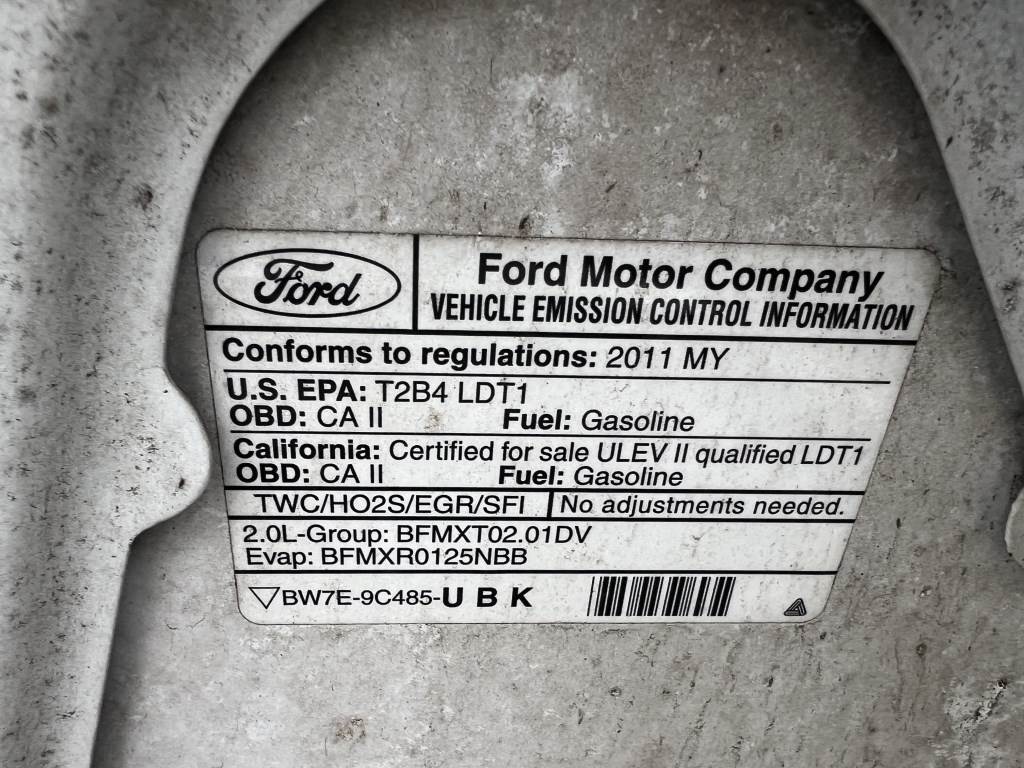 Ford
Ford Motor Company
VEHICLE EMISSION CONTROL INFORMATION
Conforms to regulations: 2011 MY
U.S. EPA: T2B4 LDT1
OBD: CA II Fuel: Gasoline
California: Certified for sale ULEV II qualified LDT1
OBD: CA II Fuel: Gasoline
TWC/HO2S/EGR/SFI No adjustments needed.
2.0L-Group: BFMXT02.01DV
Evap: BFMXR0125NBB
BW7E-9C485-U B K